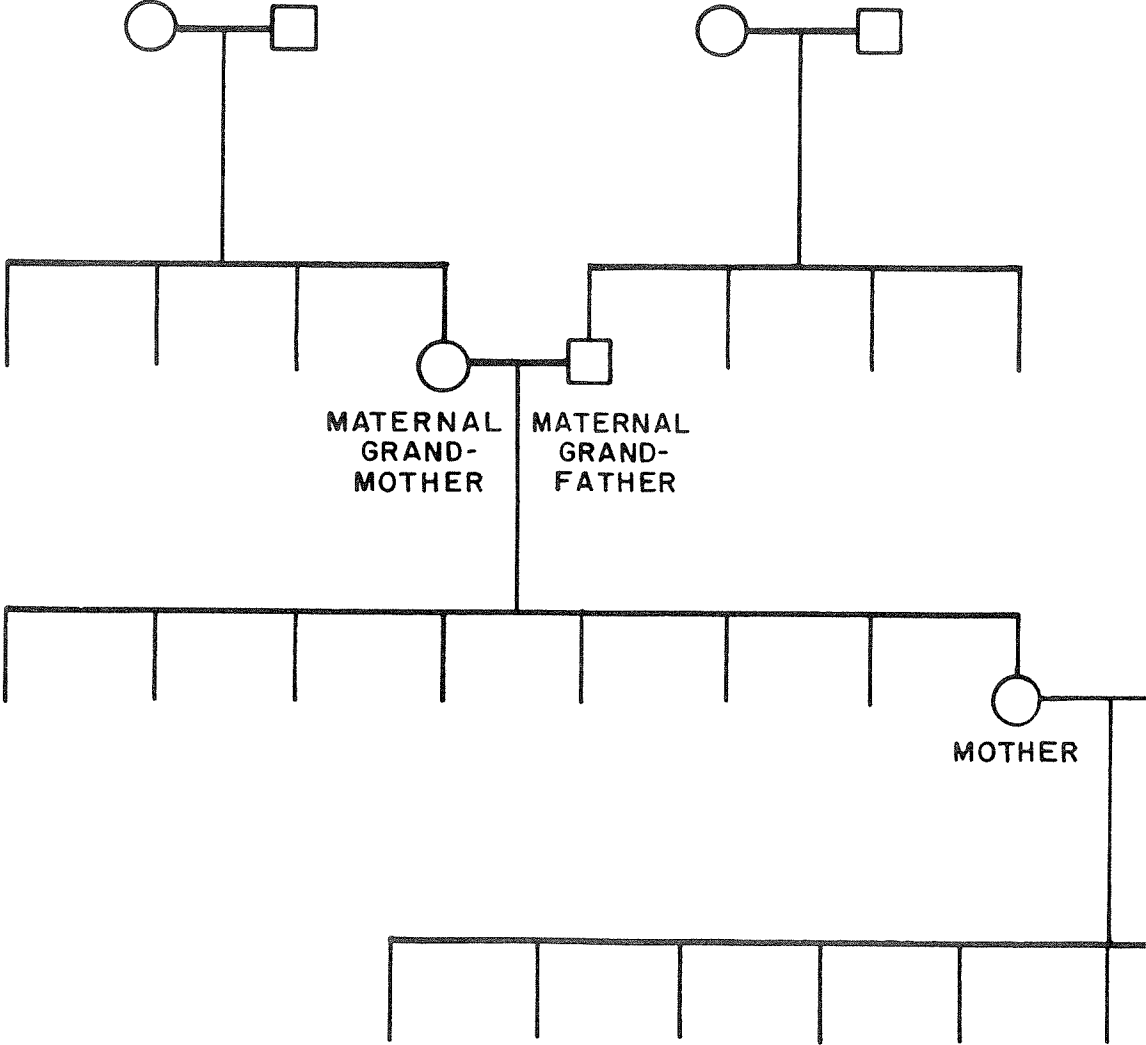 MATERNAL
GRAND-
MOTHER
MATERNAL
GRAND-
FATHER
MOTHER